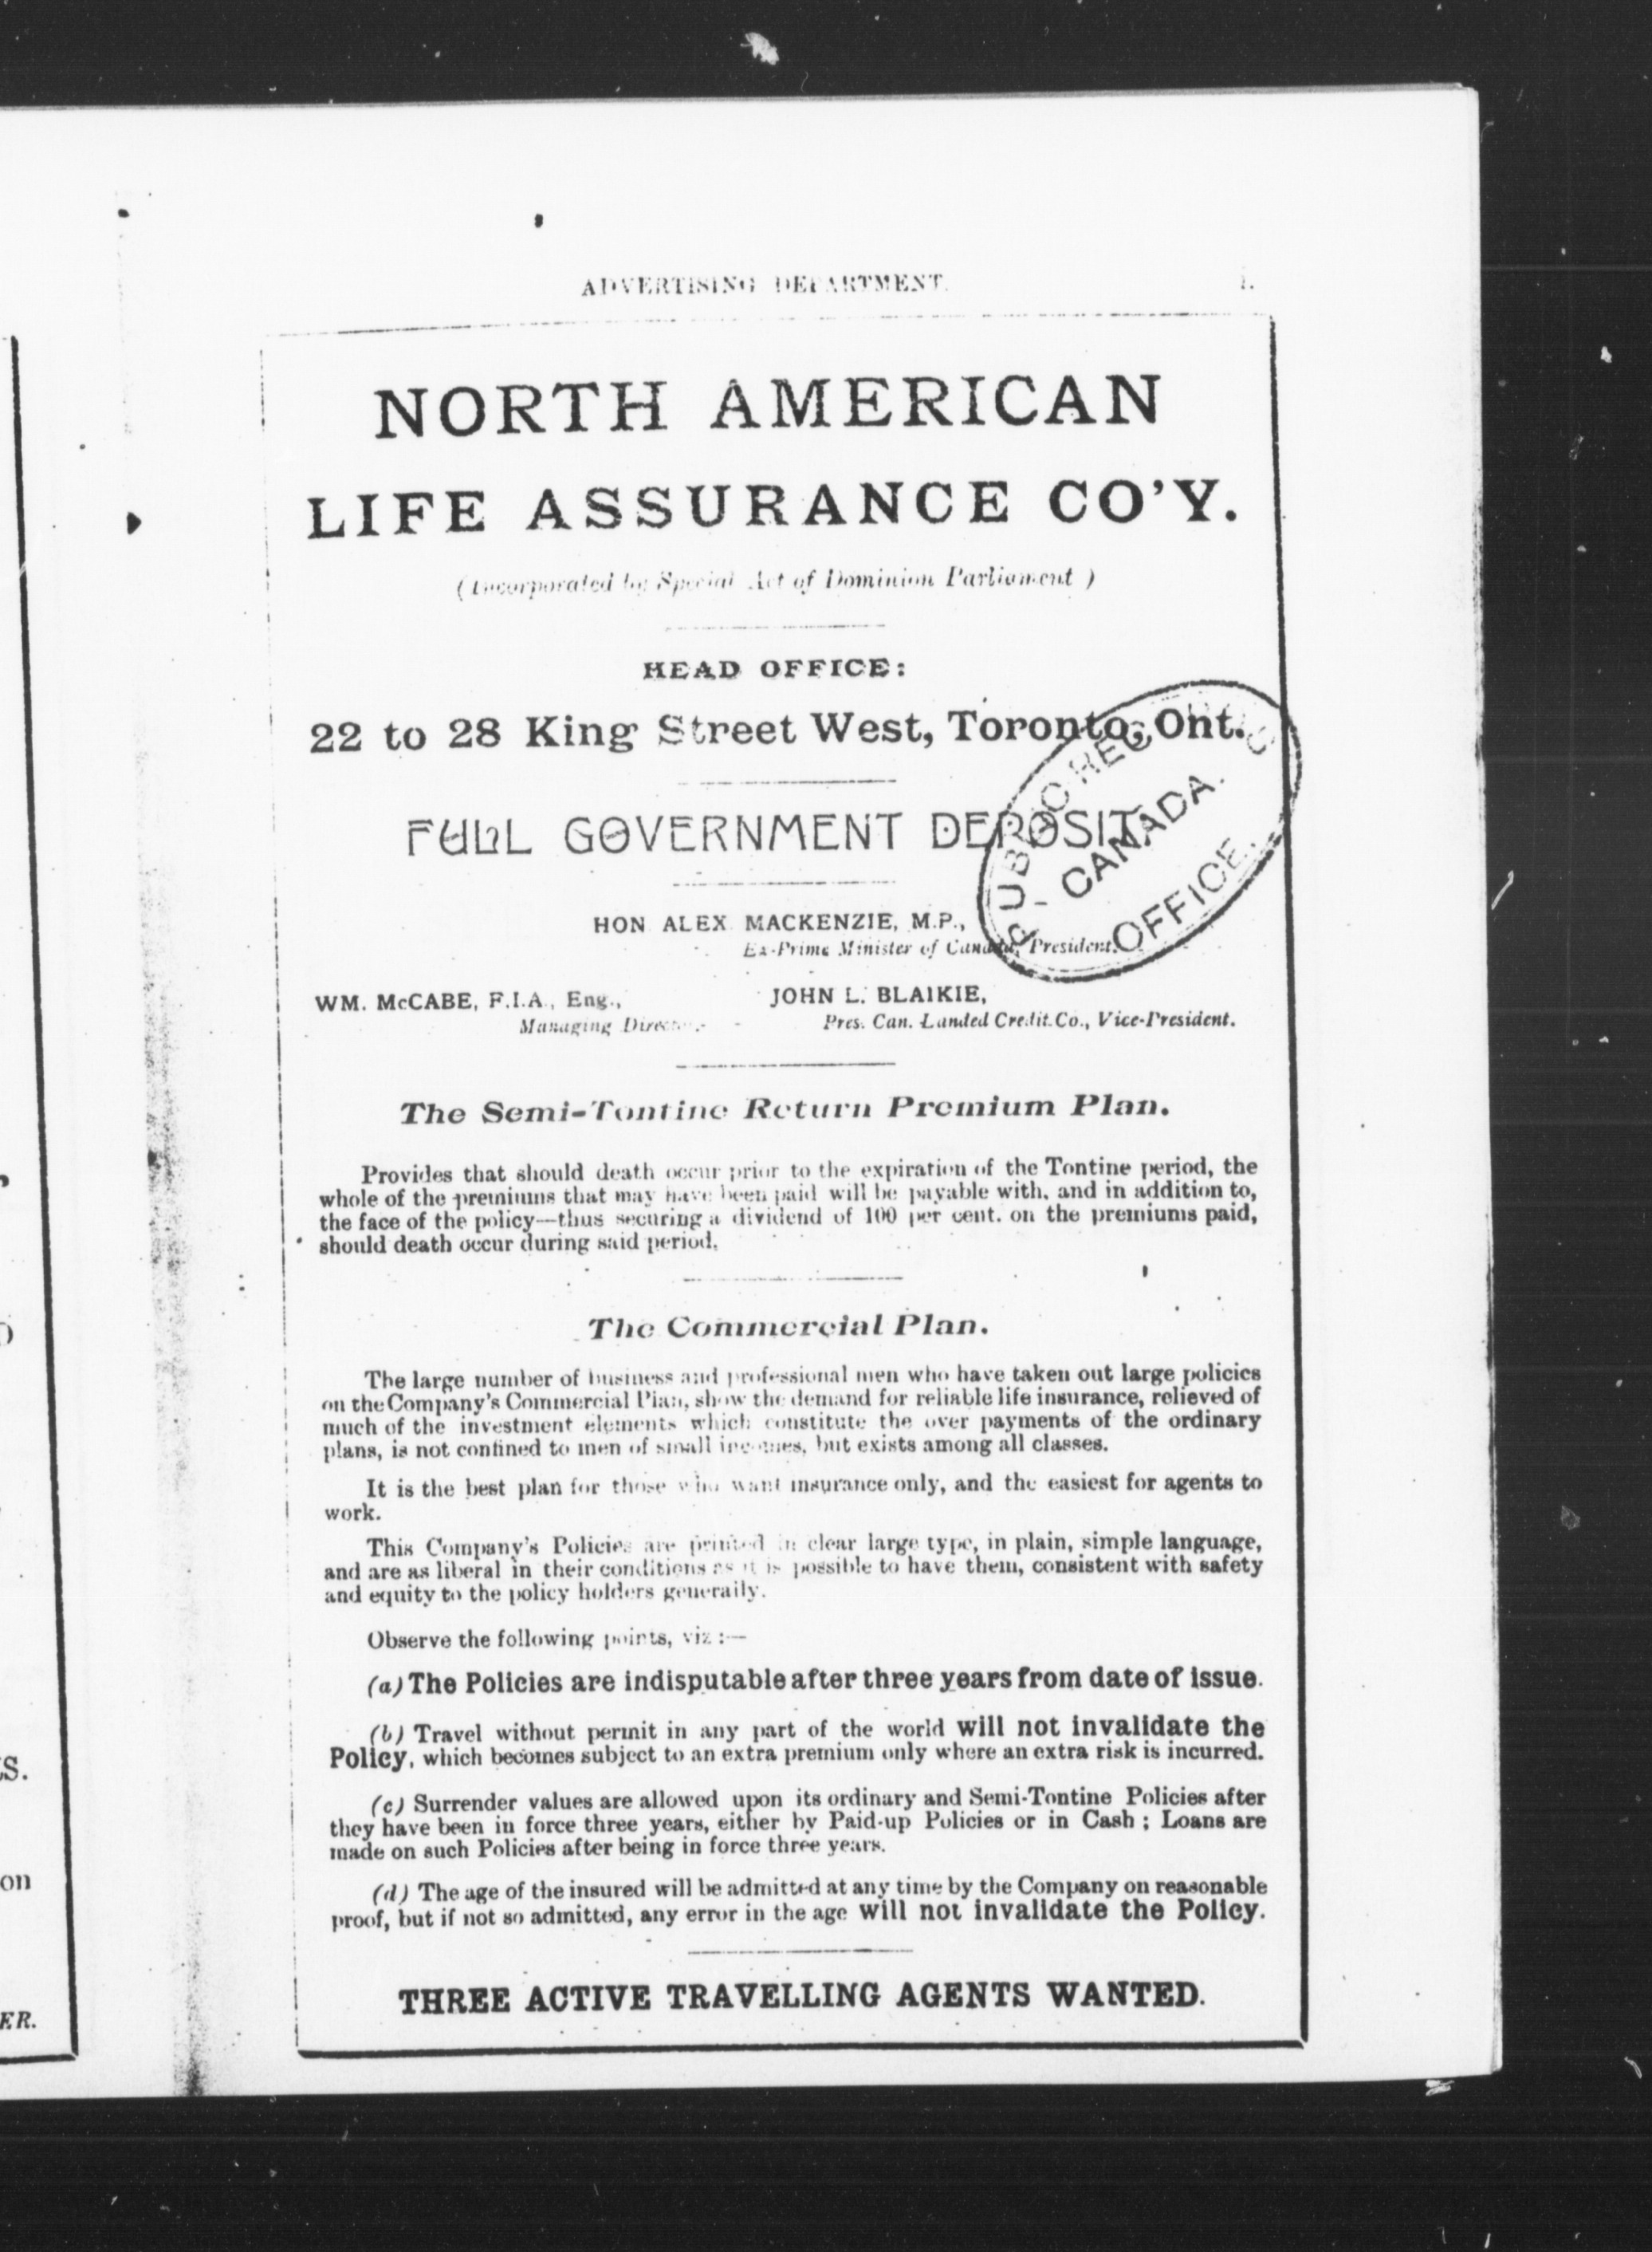 ADVERTISING DEPARTMENT. i.
NORTH AMERICAN
LIFE ASSURANCE CO'Y.
(Incorporated by Special Act of Dominion Parliament )
HEAD OFFICE:
22 to 28 King Street West, Toronto, Ont.
FULL GOVERNMENT DEPOSIT.
PUBLIC RECORDS
CANADA.
OFFICE.
HON ALEX. MACKENZIE, M.P.,
Ex-Prime Minister of Canada, President.
WM. McCABE, F.I.A., Eng., JOHN L. BLAIKIE,
Managing Director. Pres. Can. Landed Credit Co., Vice-President.
The Semi-Tontine Return Premium Plan.
Provides that should death occur prior to the expiration of the Tontine period, the
whole of the premiums that may have been paid will be payable with, and in addition to,
the face of the policy—thus securing a dividend of 100 per cent. on the premiums paid,
should death occur during said period.
The Commercial Plan.
The large number of business and professional men who have taken out large policies
on the Company's Commercial Plan, show the demand for reliable life insurance, relieved of
much of the investment elements which constitute the over payments of the ordinary
plans, is not confined to men of small incomes, but exists among all classes.
It is the best plan for those who want insurance only, and the easiest for agents to
work.
This Company's Policies are printed in clear large type, in plain, simple language,
and are as liberal in their conditions as it is possible to have them, consistent with safety
and equity to the policy holders generally.
Observe the following points, viz :—
(a) The Policies are indisputable after three years from date of issue.
(b) Travel without permit in any part of the world will not invalidate the
Policy, which becomes subject to an extra premium only where an extra risk is incurred.
(c) Surrender values are allowed upon its ordinary and Semi-Tontine Policies after
they have been in force three years, either by Paid-up Policies or in Cash ; Loans are
made on such Policies after being in force three years.
(d) The age of the insured will be admitted at any time by the Company on reasonable
proof, but if not so admitted, any error in the age will not invalidate the Policy.
THREE ACTIVE TRAVELLING AGENTS WANTED.
S.
on
ER.